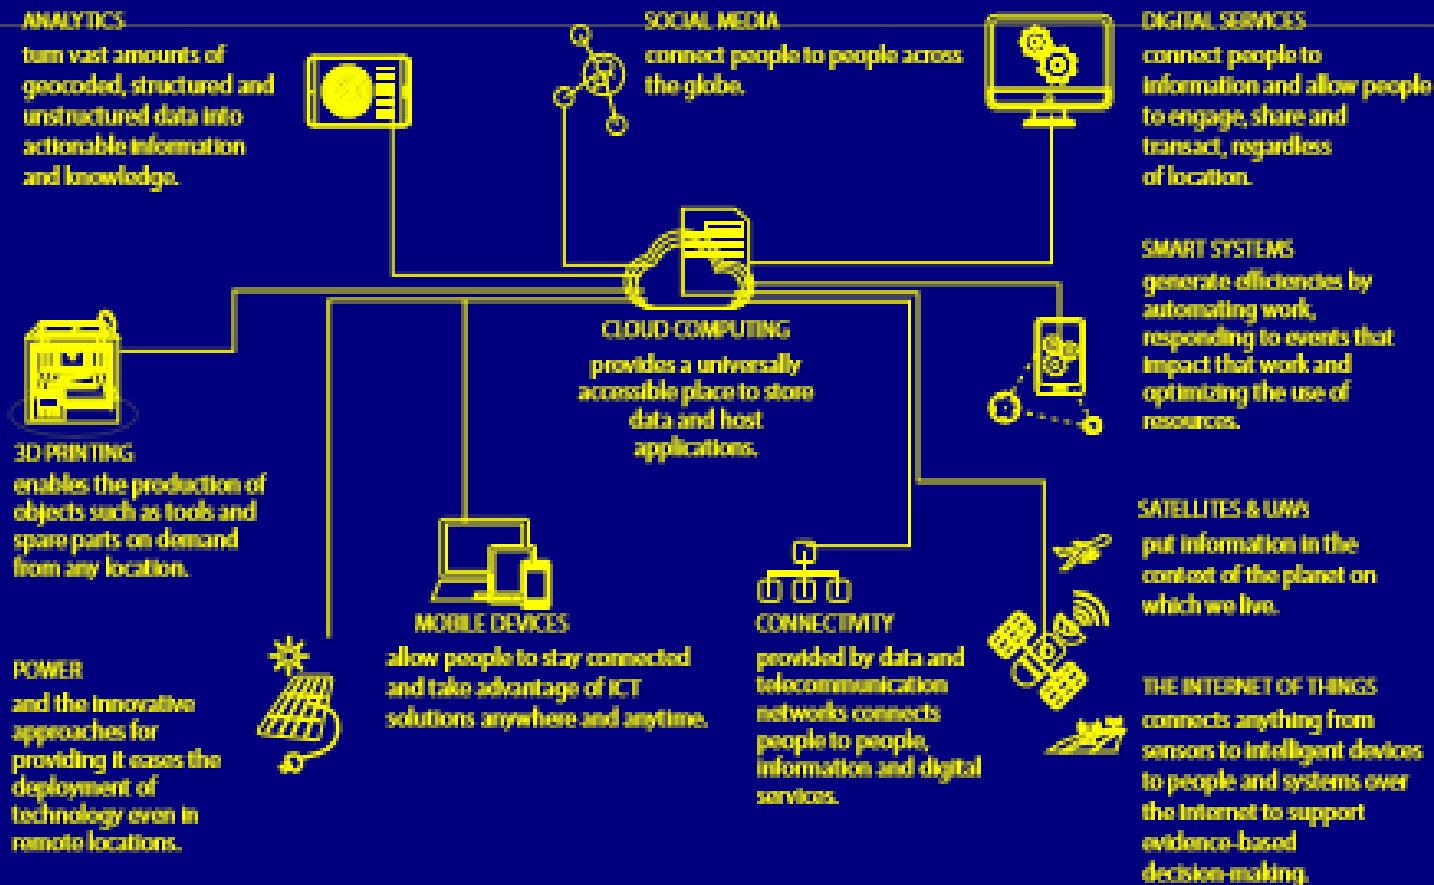 ANALYTICS
turn vast amounts of
geocoded, structured and
unstructured data into
actionable information
and knowledge.
SOCIAL MEDIA
connect people to people across
the globe.
DIGITAL SERVICES
connect people to
information and allow people
to engage, share and
transact, regardless
of location.
SMART SYSTEMS
generate efficiencies by
automating work,
responding to events that
impact that work and
optimizing the use of
resources.
CLOUD COMPUTING
provides a universally
accessible place to store
data and host
applications.
3D PRINTING
enables the production of
objects such as tools and
spare parts on demand
from any location.
SATELLITES & UAVs
put information in the
context of the planet on
which we live.
MOBILE DEVICES
allow people to stay connected
and take advantage of ICT
solutions anywhere and anytime.
CONNECTIVITY
provided by data and
telecommunication
networks connects
people to people,
information and digital
services.
POWER
and the innovative
approaches for
providing it eases the
deployment of
technology even in
remote locations.
THE INTERNET OF THINGS
connects anything from
sensors to intelligent devices
to people and systems over
the internet to support
evidence-based
decision-making.